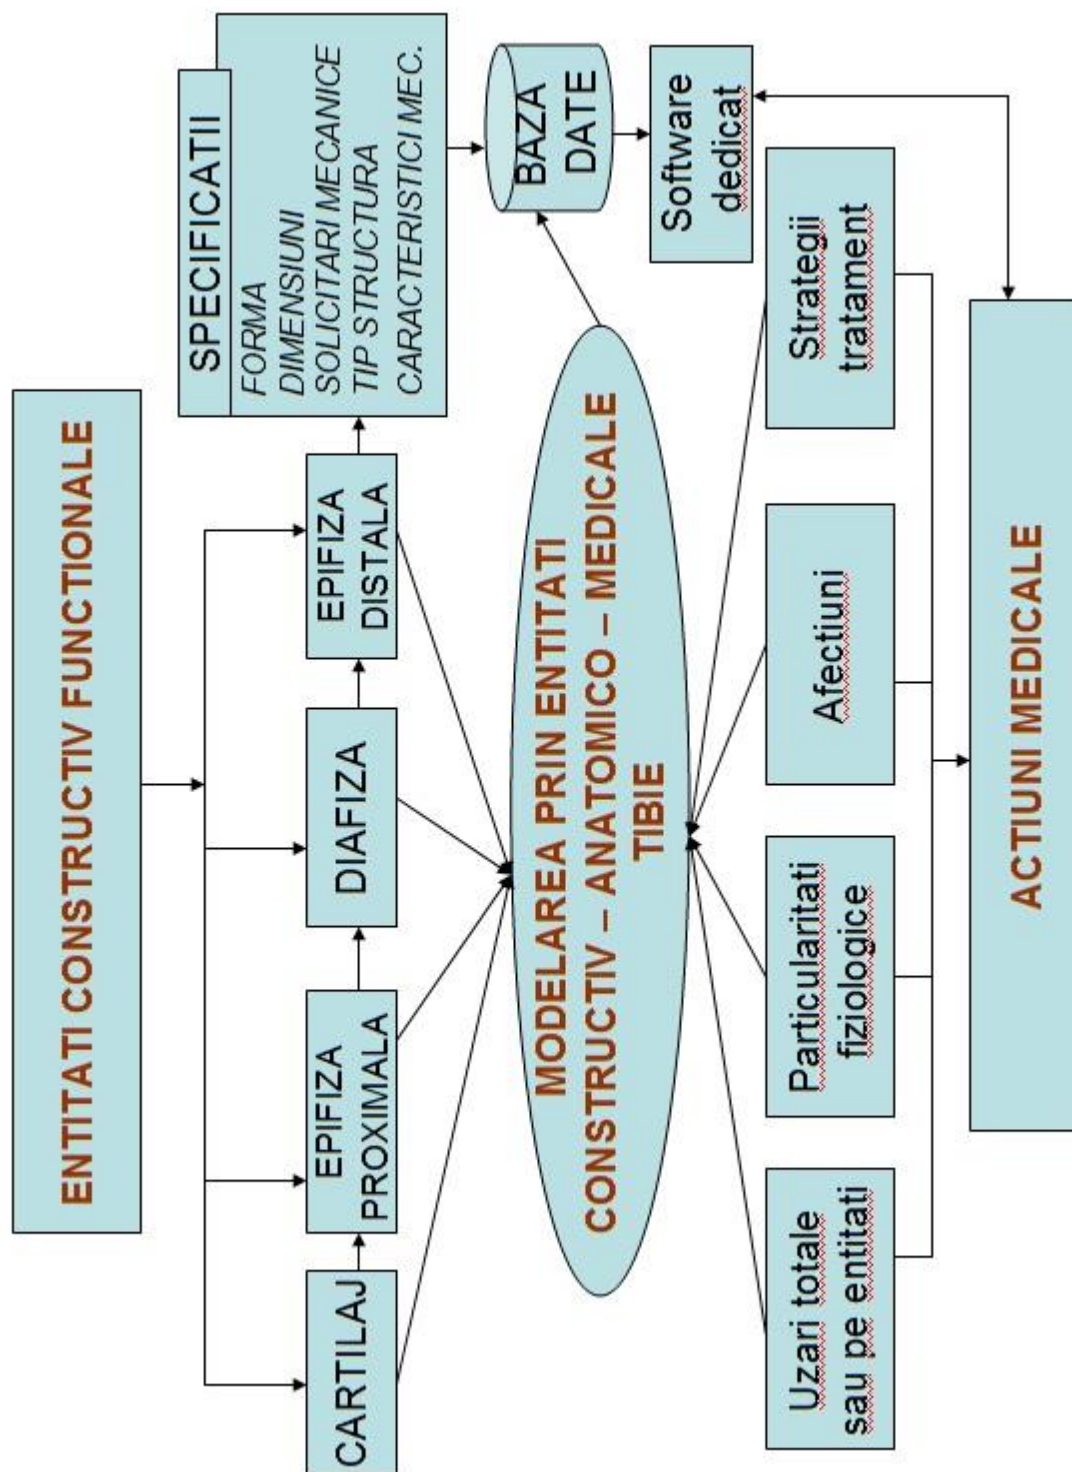 ENTITATI CONSTRUCTIV FUNCTIONALE
CARTILAJ
EPIFIZA
PROXIMALA
DIAFIZA
EPIFIZA
DISTALA
SPECIFICATII
FORMA
DIMENSIUNI
SOLICITARI MECANICE
TIP STRUCTURA
CARACTERISTICI MEC.
MODELAREA PRIN ENTITATI
CONSTRUCTIV – ANATOMICO – MEDICALE
TIBIE
BAZA
DATE
Software
dedicat
Uzari totale
sau pe entitati
Particularitati
fiziologice
Afectiuni
Strategii
tratament
ACTIUNI MEDICALE